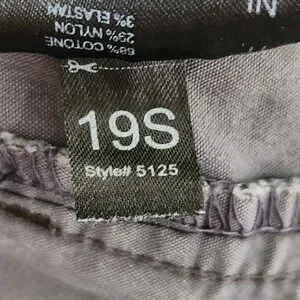 68% COTONE
29% NYLON
3% ELASTAN
19S
Style# 5125